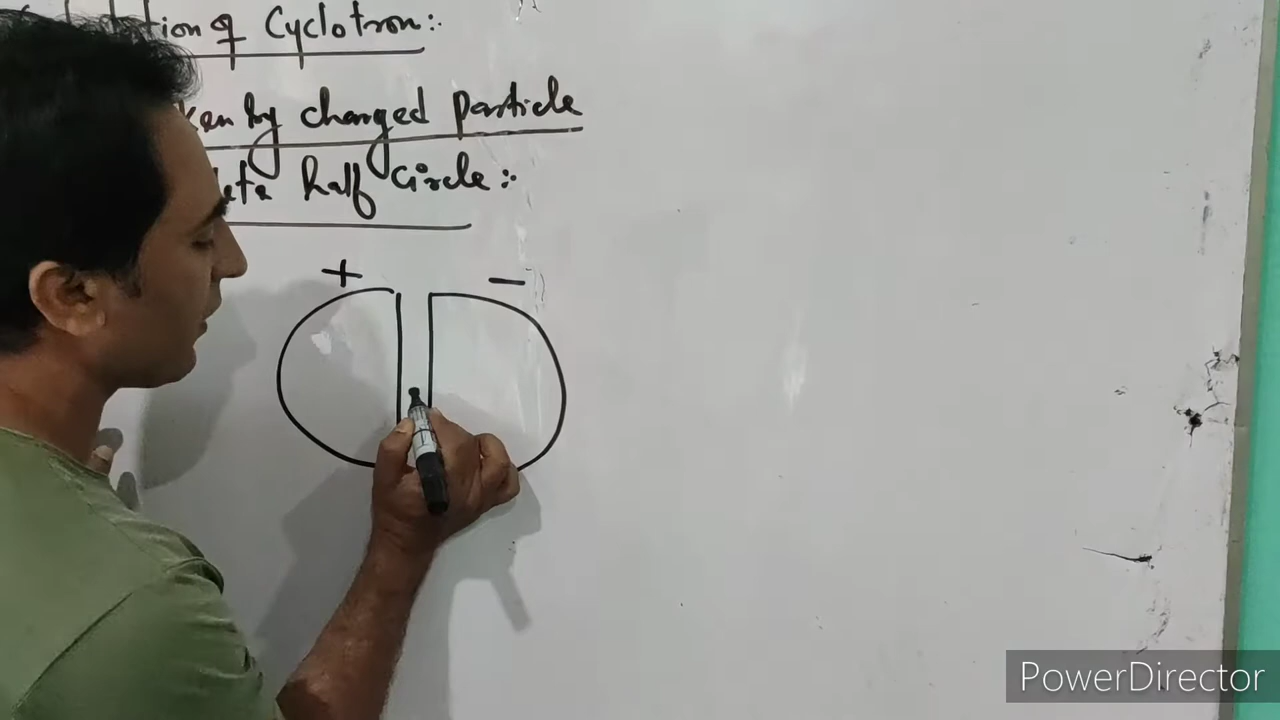 tion of Cyclotron:-
ken by charged particle
lete half Circle:-
+ -
PowerDirector